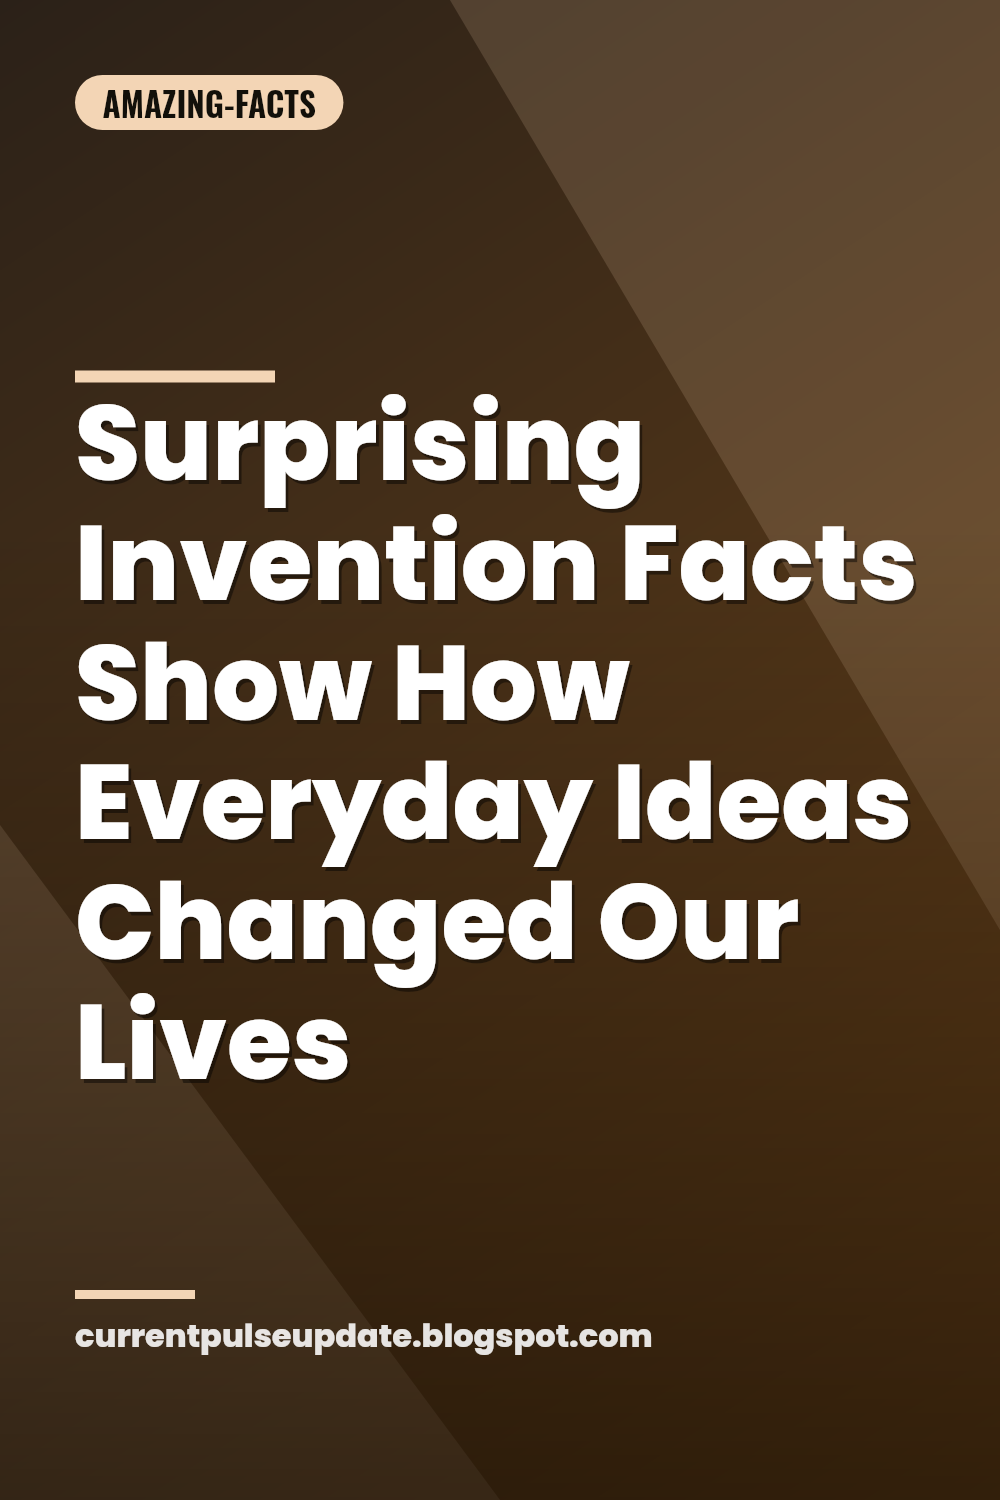 AMAZING-FACTS
Surprising
Invention Facts
Show How
Everyday Ideas
Changed Our
Lives
currentpulseupdate.blogspot.com